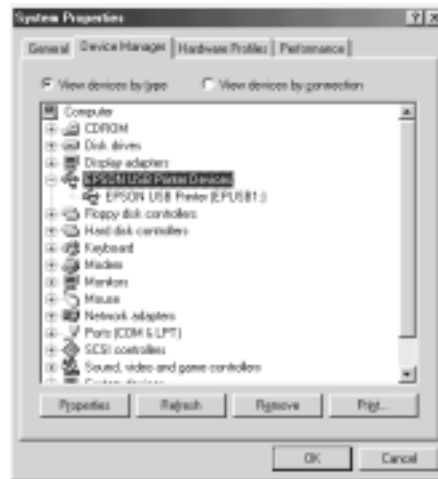 System Properties
General Device Manager Hardware Profiles Performance
View devices by type View devices by connection
Computer
CDROM
Disk drives
Display adapters
EPSON USB Printer Devices
EPSON USB Printer (EPUSB1:)
Floppy disk controllers
Hard disk controllers
Keyboard
Modem
Monitors
Mouse
Network adapters
Ports (COM & LPT)
SCSI controllers
Sound, video and game controllers
System devices
Properties Refresh Remove Print...
OK Cancel